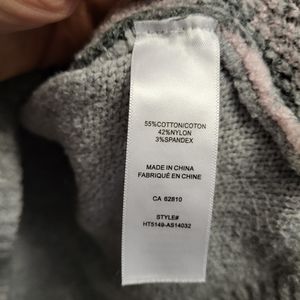 55%COTTON/COTON
42%NYLON
3%SPANDEX
MADE IN CHINA
FABRIQUÉ EN CHINE
CA 62810
STYLE#
HT5149-AS14032